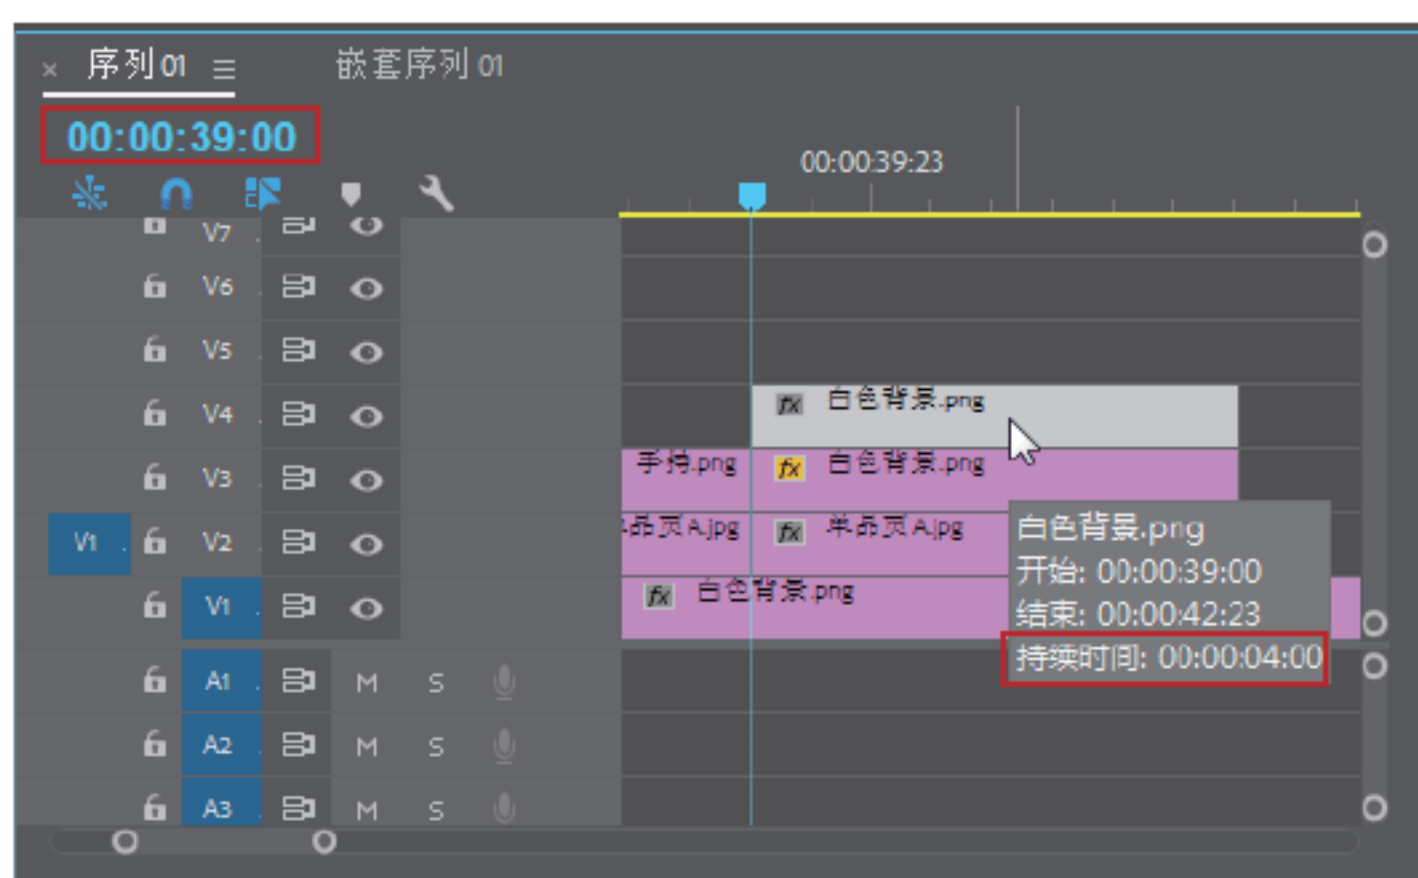 × 序列 01 ≡ 嵌套序列 01
00:00:39:00
00:00:39:23
V7
V6
V5
V4 fx 白色背景.png
V3 手持.png fx 白色背景.png
V1 V2 单品页A.jpg fx 单品页A.jpg
V1 fx 白色背景.png
白色背景.png
开始: 00:00:39:00
结束: 00:00:42:23
持续时间: 00:00:04:00
A1 M S
A2 M S
A3 M S